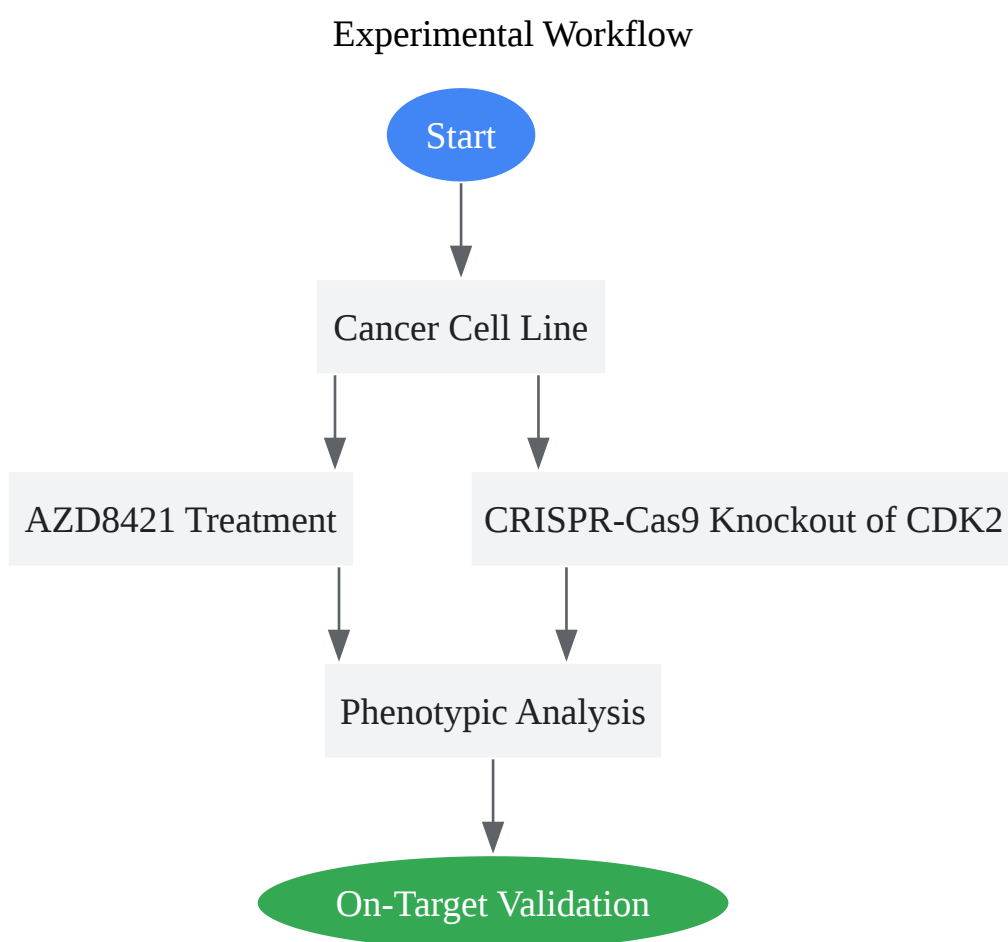 Experimental Workflow
Start
Cancer Cell Line
AZD8421 Treatment
CRISPR-Cas9 Knockout of CDK2
Phenotypic Analysis
On-Target Validation